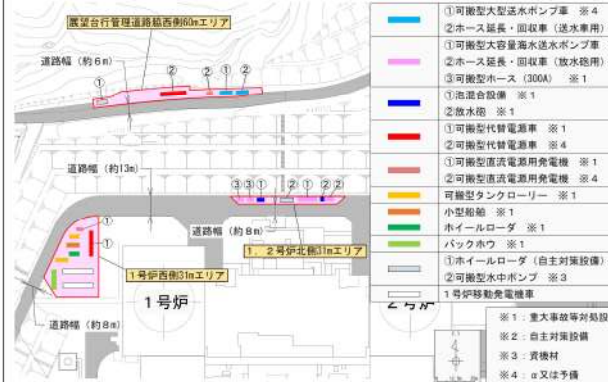 展望台行管理道路脇西側60mエリア
道路幅（約6m）
① ② ② ① ②
道路幅（約13m）
③③① ② ① ②②
道路幅（約8m）
1、2号炉北側31mエリア
①
①
1号炉西側31mエリア
1号炉
2号炉
道路幅（約8m）
①可搬型大型送水ポンプ車 ※4
②ホース延長・回収車（送水車用）
①可搬型大容量海水送水ポンプ車
②ホース延長・回収車（放水砲用）
③可搬型ホース（300A） ※1
①泡混合設備 ※1
②放水砲 ※1
①可搬型代替電源車 ※1
②可搬型代替電源車 ※4
①可搬型直流電源用発電機 ※1
②可搬型直流電源用発電機 ※4
可搬型タンクローリー ※1
小型船舶 ※1
ホイールローダ ※1
バックホウ ※1
①ホイールローダ（自主対策設備）
②可搬型水中ポンプ ※3
1号炉移動発電機車
※1：重大事故等対処設
※2：自主対策設備
※3：資機材
※4：α又は予備